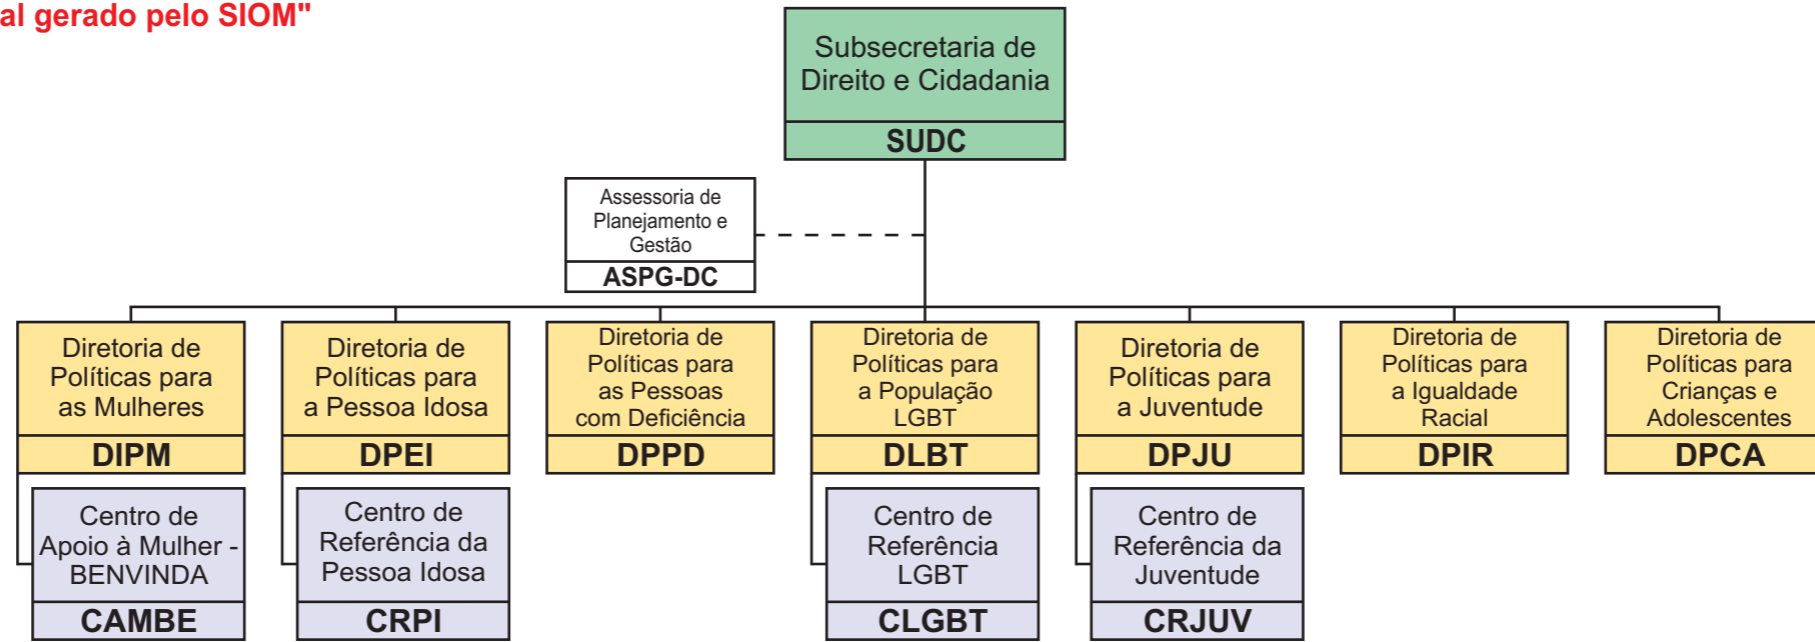 al gerado pelo SIOM"
Subsecretaria de
Direito e Cidadania
SUDC
Assessoria de
Planejamento e
Gestão
ASPG-DC
Diretoria de
Políticas para
as Mulheres
DIPM
Diretoria de
Políticas para
a Pessoa Idosa
DPEI
Diretoria de
Políticas para
as Pessoas
com Deficiência
DPPD
Diretoria de
Políticas para
a População
LGBT
DLBT
Diretoria de
Políticas para
a Juventude
DPJU
Diretoria de
Políticas para
a Igualdade
Racial
DPIR
Diretoria de
Políticas para
Crianças e
Adolescentes
DPCA
Centro de
Apoio à Mulher -
BENVINDA
CAMBE
Centro de
Referência da
Pessoa Idosa
CRPI
Centro de
Referência
LGBT
CLGBT
Centro de
Referência da
Juventude
CRJUV